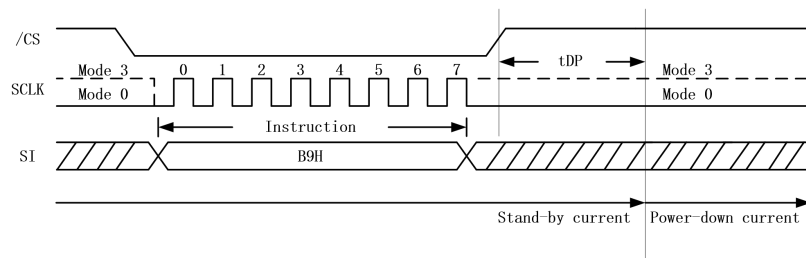 /CS
tDP
Mode 3 0 1 2 3 4 5 6 7 Mode 3
SCLK
Mode 0 Mode 0
Instruction
SI B9H
Stand-by current Power-down current